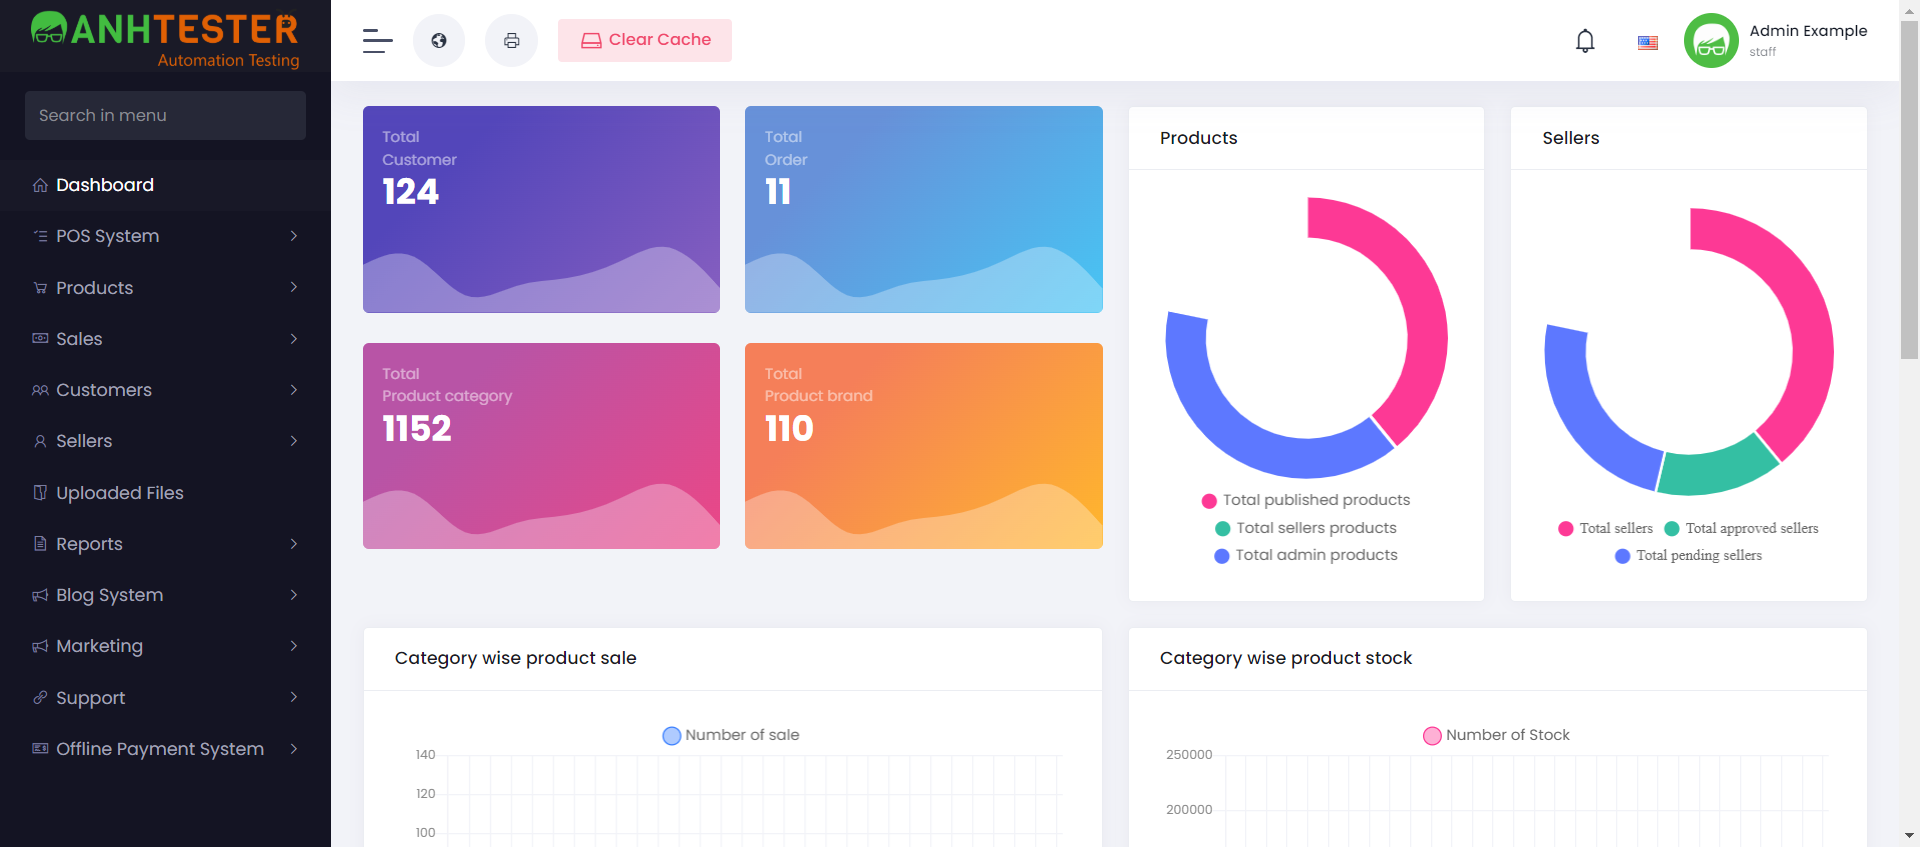 ANHTESTER
Automation Testing
Search in menu
Dashboard
POS System
Products
Sales
Customers
Sellers
Uploaded Files
Reports
Blog System
Marketing
Support
Offline Payment System
Clear Cache
Admin Example
staff
Total
Customer
124
Total
Order
11
Total
Product category
1152
Total
Product brand
110
Products
Total published products
Total sellers products
Total admin products
Sellers
Total sellers Total approved sellers
Total pending sellers
Category wise product sale
Number of sale
140
120
100
Category wise product stock
Number of Stock
250000
200000